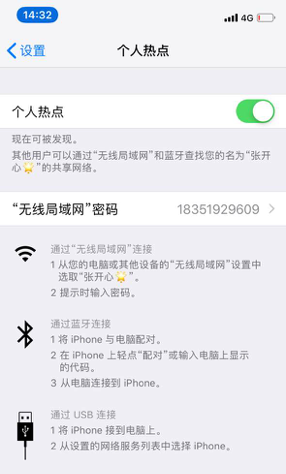 14:32
4G
设置
个人热点
个人热点
现在可被发现。
其他用户可以通过“无线局域网”和蓝牙查找您的名为“张开
心🌟”的共享网络。
“无线局域网”密码 18351929609
通过“无线局域网”连接
1 从您的电脑或其他设备的“无线局域网”设置中
选取“张开心🌟”。
2 提示时输入密码。
通过蓝牙连接
1 将 iPhone 与电脑配对。
2 在 iPhone 上轻点“配对”或输入电脑上显示
的代码。
3 从电脑连接到 iPhone。
通过 USB 连接
1 将 iPhone 接到电脑上。
2 从设置的网络服务列表中选择 iPhone。